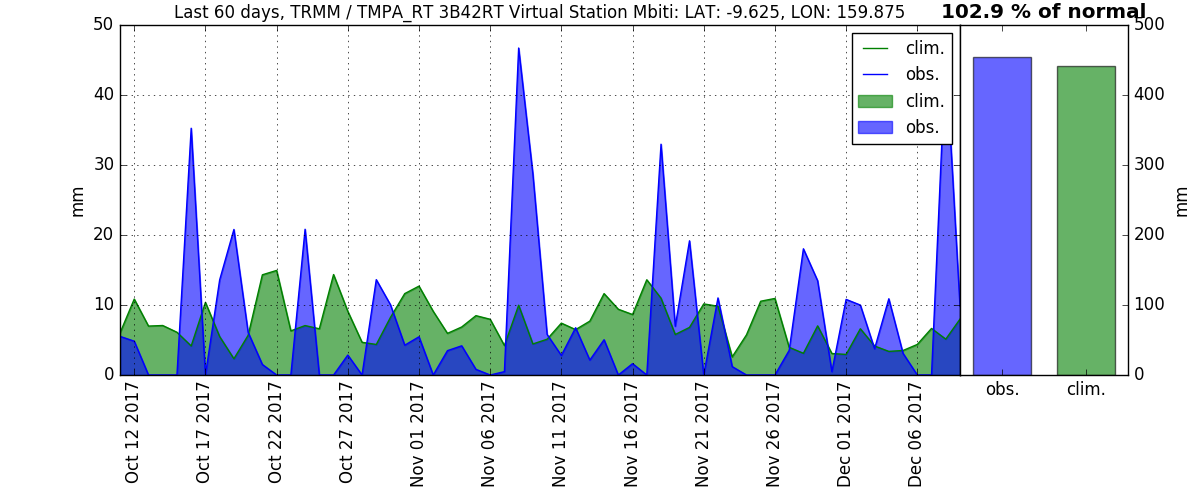 Last 60 days, TRMM / TMPA_RT 3B42RT Virtual Station Mbiti: LAT: -9.625, LON: 159.875
102.9 % of normal
50
40
30
20
10
0
mm
clim.
obs.
clim.
obs.
500
400
300
200
100
0
mm
Oct 12 2017
Oct 17 2017
Oct 22 2017
Oct 27 2017
Nov 01 2017
Nov 06 2017
Nov 11 2017
Nov 16 2017
Nov 21 2017
Nov 26 2017
Dec 01 2017
Dec 06 2017
obs.
clim.